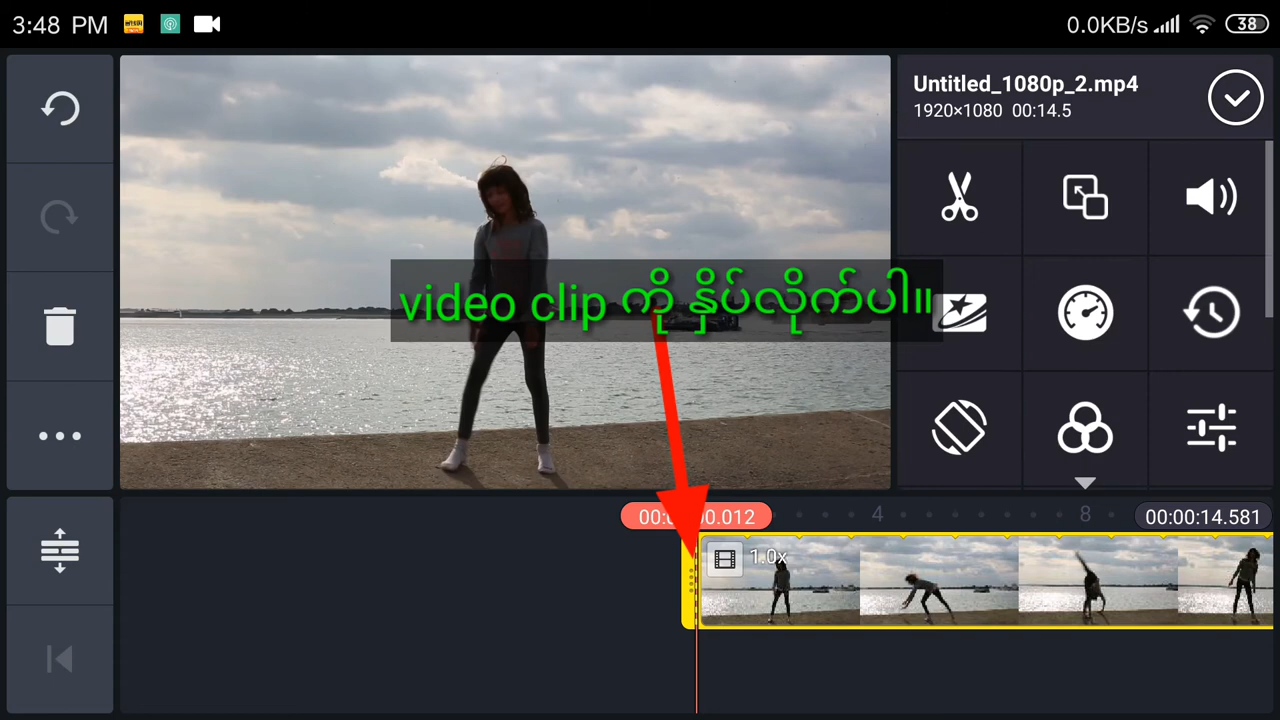 3:48 PM
0.0KB/s
38
Untitled_1080p_2.mp4
1920×1080 00:14.5
video clip ကို နှိပ်လိုက်ပါ။
4
8
00:00:14.581
1.0x